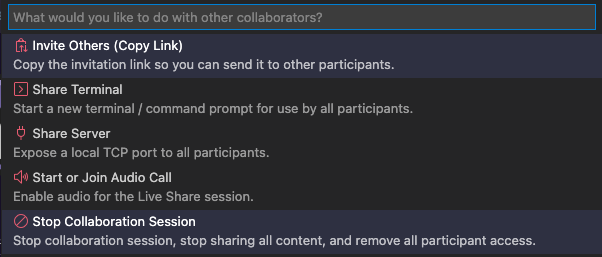 What would you like to do with other collaborators?
Invite Others (Copy Link)
Copy the invitation link so you can send it to other participants.
Share Terminal
Start a new terminal / command prompt for use by all participants.
Share Server
Expose a local TCP port to all participants.
Start or Join Audio Call
Enable audio for the Live Share session.
Stop Collaboration Session
Stop collaboration session, stop sharing all content, and remove all participant access.